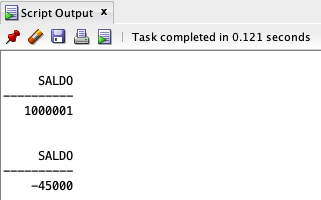 Script Output x
Task completed in 0.121 seconds
SALDO
----------
1000001
SALDO
----------
-45000